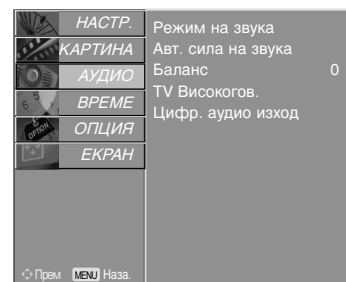 НАСТР.
КАРТИНА
АУДИО
ВРЕМЕ
ОПЦИЯ
ЕКРАН
Режим на звука
Авт. сила на звука
Баланс 0
TV Високогов.
Цифр. аудио изход
Прем MENU Наза.